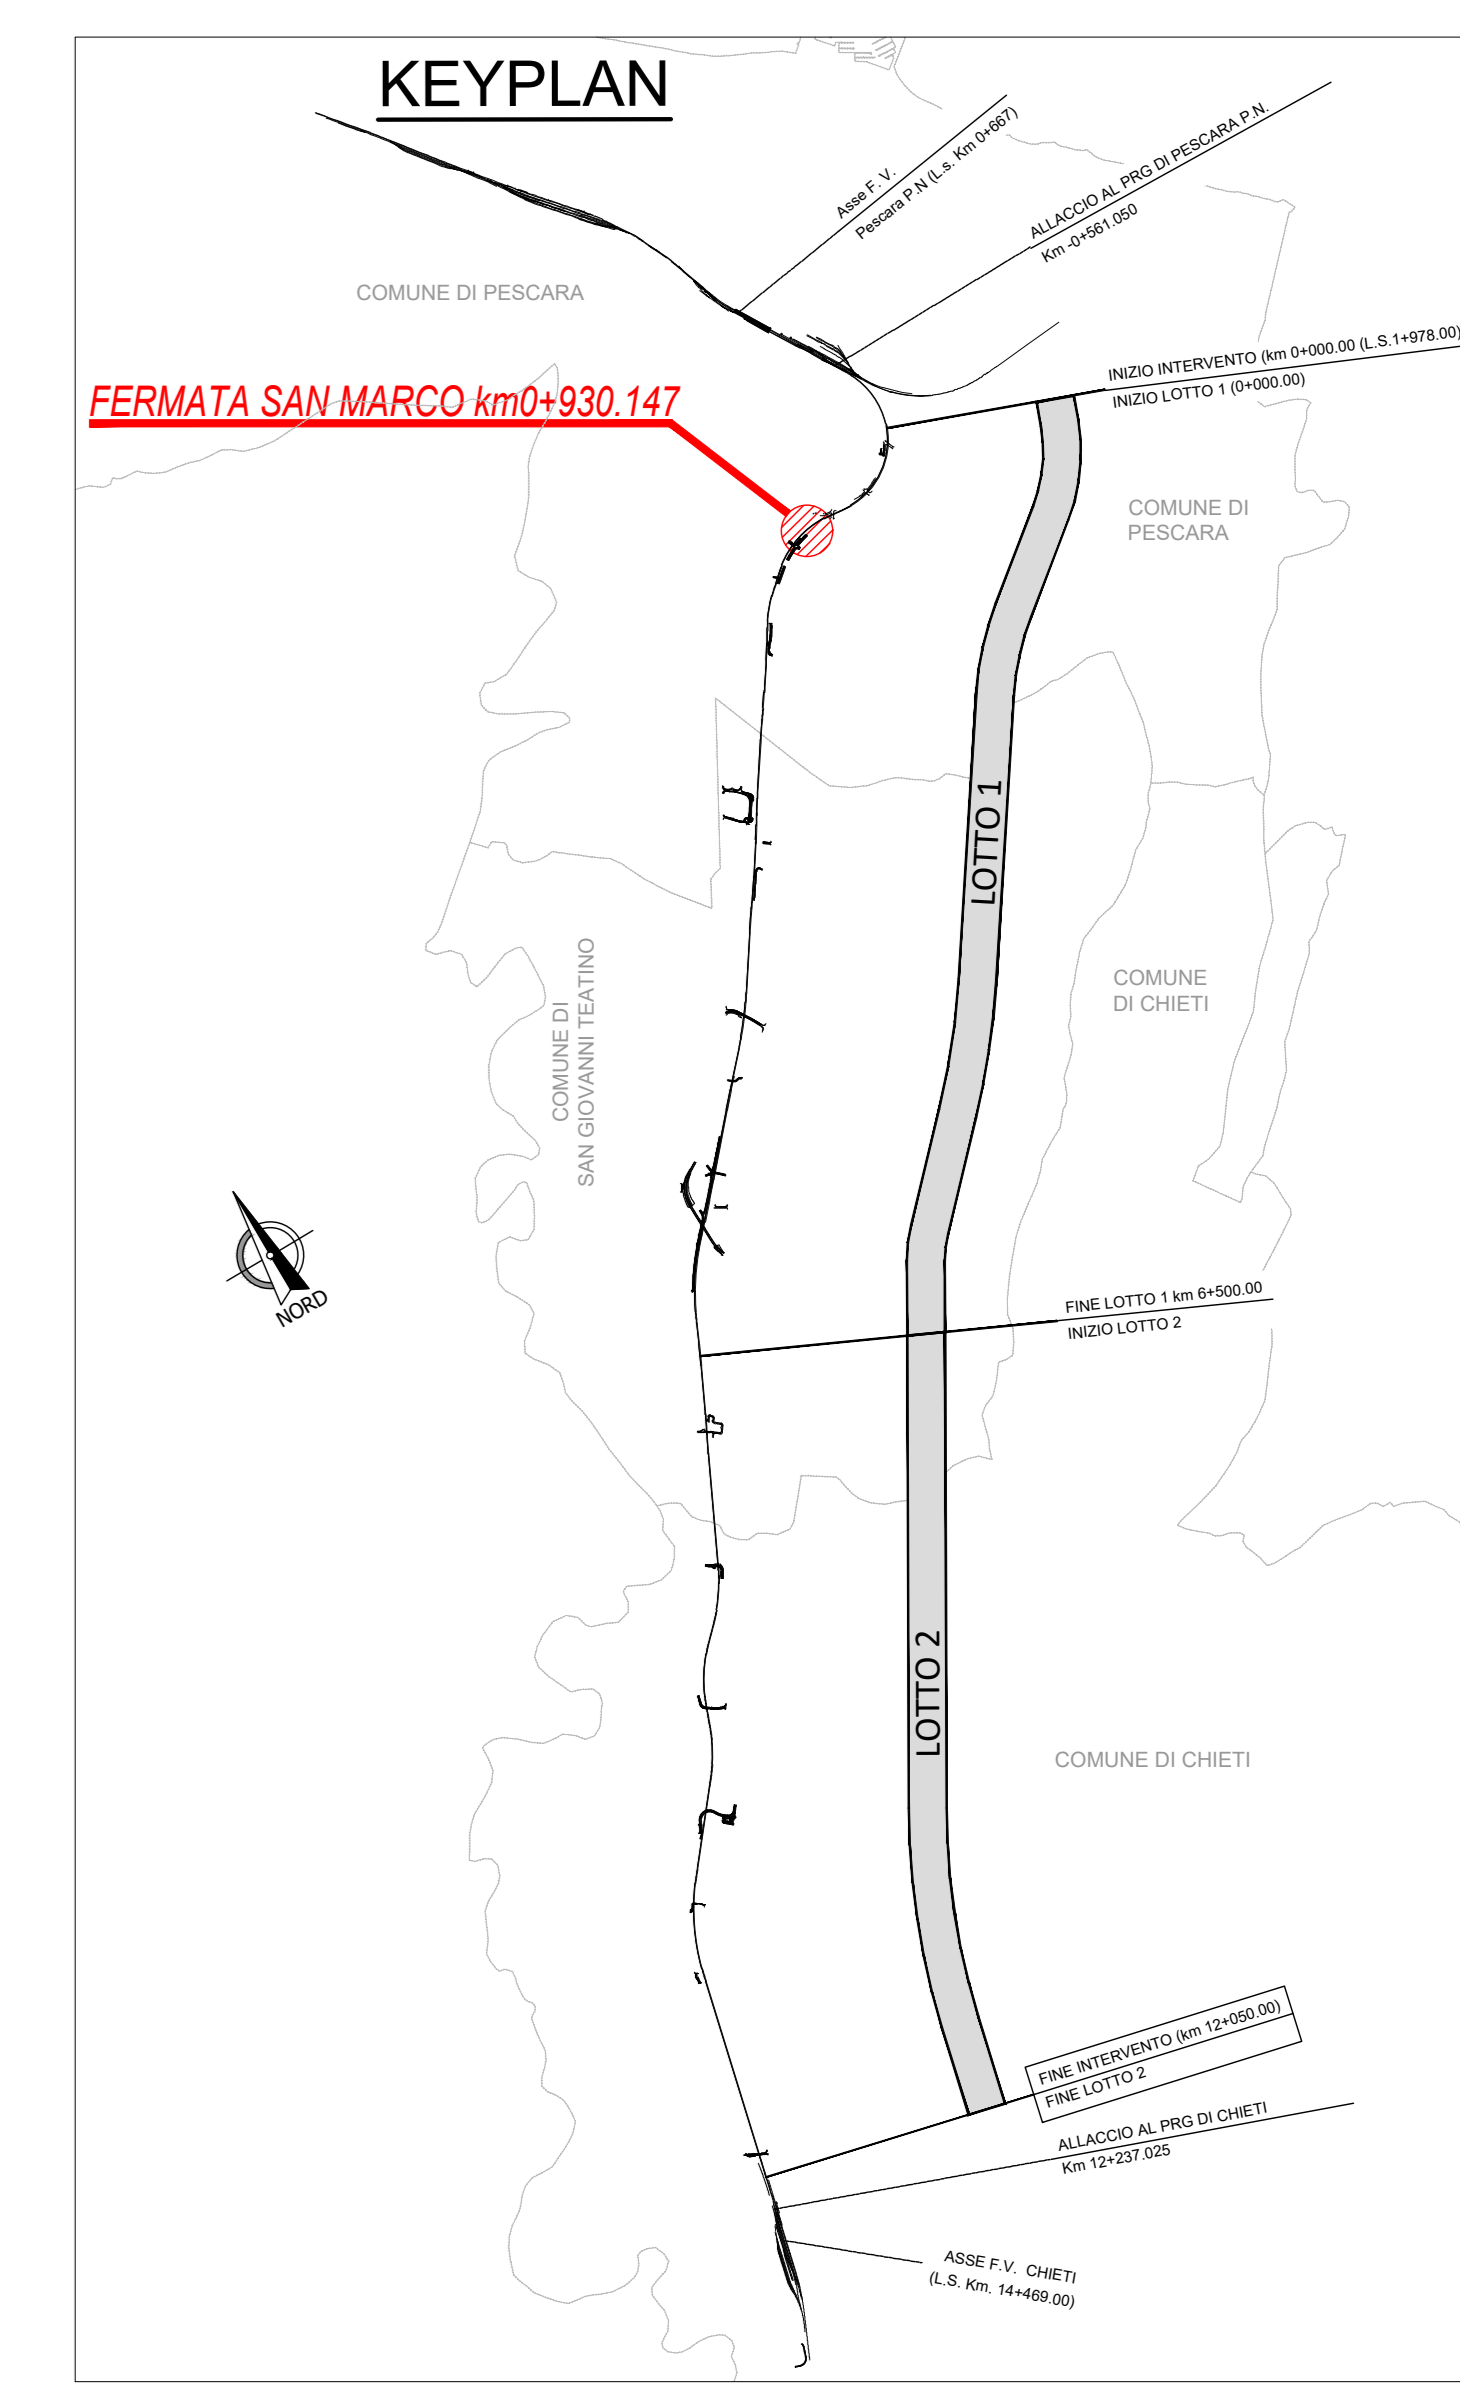 KEYPLAN
Asse F. V.
Pescara P.N (L.s. Km 0+667)
ALLACCIO AL PRG DI PESCARA P.N.
Km -0+561.050
COMUNE DI PESCARA
INIZIO INTERVENTO (km 0+000.00 (L.S.1+978.00)
INIZIO LOTTO 1 (0+000.00)
FERMATA SAN MARCO km0+930.147
COMUNE DI
PESCARA
LOTTO 1
COMUNE DI
SAN GIOVANNI TEATINO
COMUNE
DI CHIETI
NORD
FINE LOTTO 1 km 6+500.00
INIZIO LOTTO 2
LOTTO 2
COMUNE DI CHIETI
FINE INTERVENTO (km 12+050.00)
FINE LOTTO 2
ALLACCIO AL PRG DI CHIETI
Km 12+237.025
ASSE F.V. CHIETI
(L.S. Km. 14+469.00)